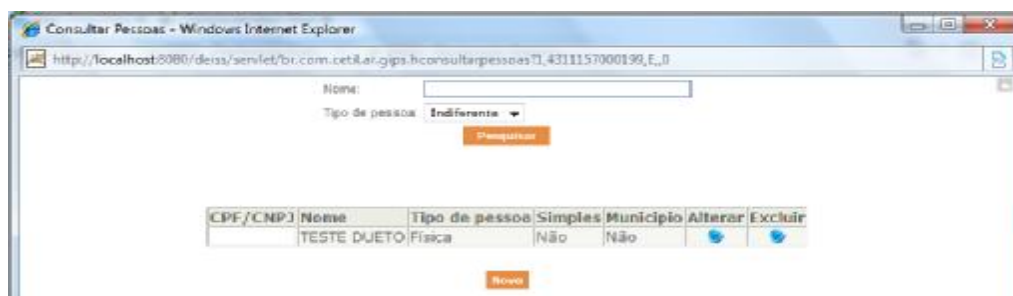 Consultar Pessoas - Windows Internet Explorer
http://localhost:8080/deiss/servlet/br.com.cetil.ar.gips.hconsultarpessoas?1,4311157000199,E,,0
Nome:
Tipo de pessoa: Indiferente
Pesquisar
CPF/CNPJ Nome Tipo de pessoa Simples Municipio Alterar Excluir
TESTE DUETO Física Não Não
Novo